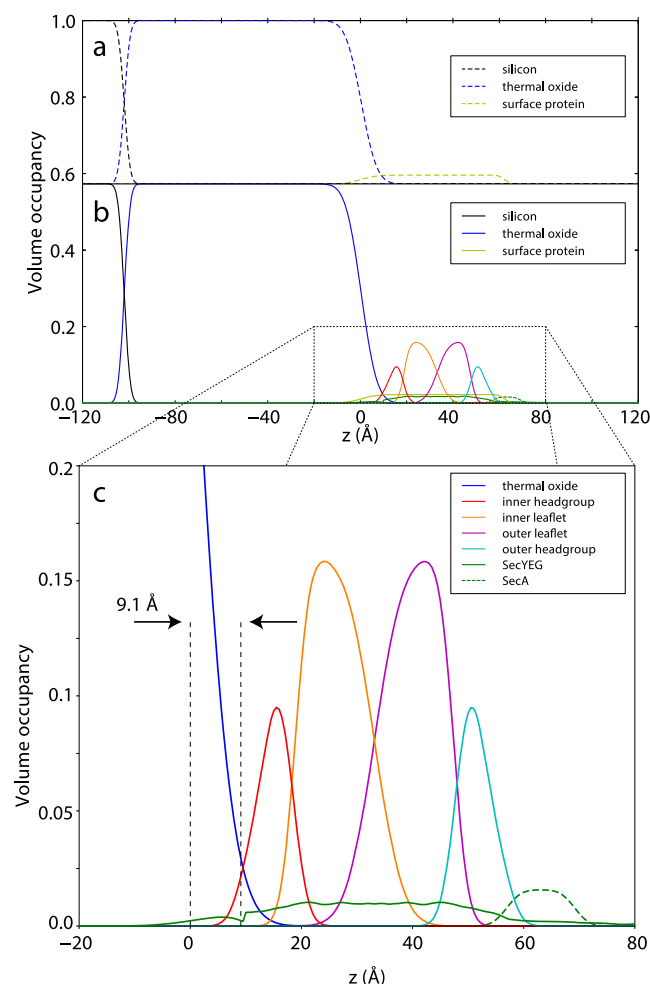 a
1.0
0.8
0.6
silicon
thermal oxide
surface protein
Volume occupancy
b
0.4
0.2
0.0
silicon
thermal oxide
surface protein
-120 -80 -40 0 40 80 120
z (Å)
c
0.2
0.15
0.1
0.05
0.0
Volume occupancy
9.1 Å
thermal oxide
inner headgroup
inner leaflet
outer leaflet
outer headgroup
SecYEG
SecA
−20 0 20 40 60 80
z (Å)